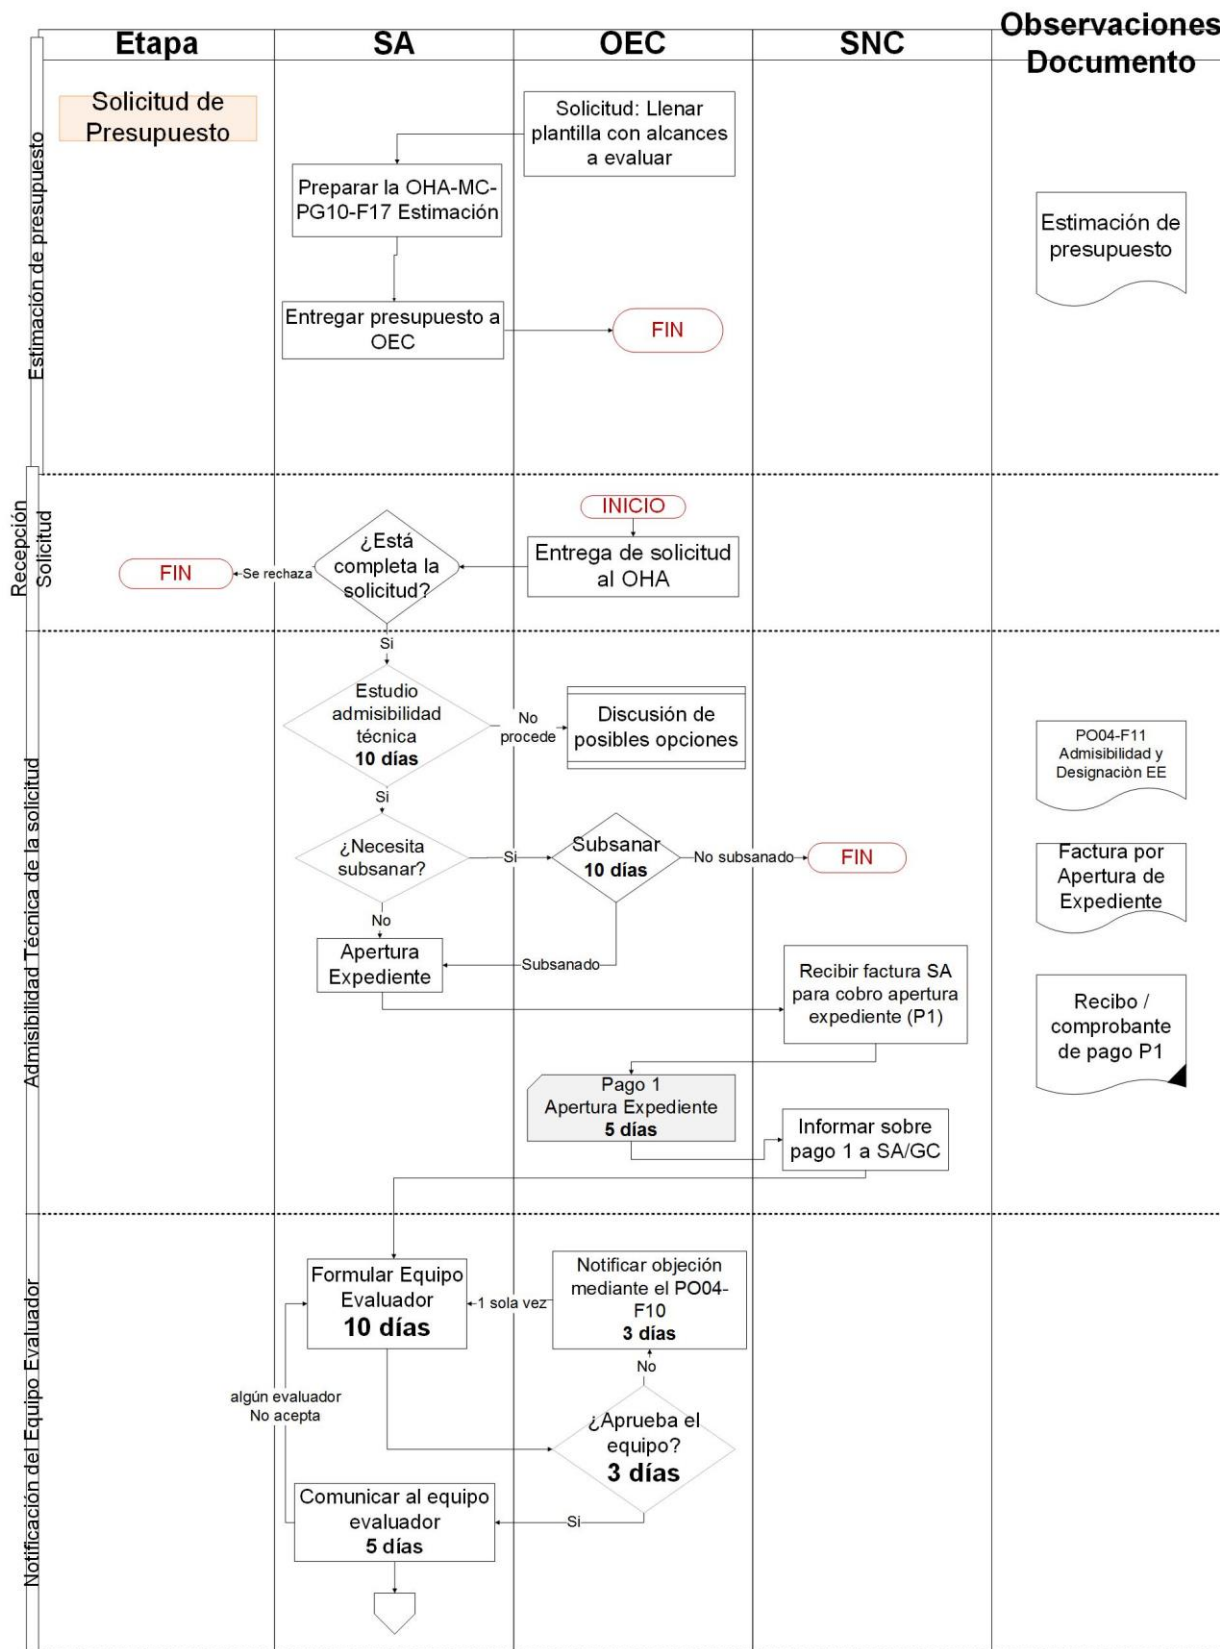 Etapa
SA
OEC
SNC
Observaciones
Documento
Estimación de presupuesto
Solicitud de
Presupuesto
Solicitud: Llenar
plantilla con alcances
a evaluar
Preparar la OHA-MC-
PG10-F17 Estimación
Estimación de
presupuesto
Entregar presupuesto a
OEC
FIN
Recepción
Solicitud
INICIO
Entrega de solicitud
al OHA
¿Está
completa la
solicitud?
Se rechaza
FIN
Si
Admisibilidad Técnica de la solicitud
Estudio
admisibilidad
técnica
10 días
No
procede
Discusión de
posibles opciones
PO04-F11
Admisibilidad y
Designaciòn EE
Si
¿Necesita
subsanar?
Si
Subsanar
10 días
No subsanado
FIN
Factura por
Apertura de
Expediente
No
Apertura
Expediente
Subsanado
Recibir factura SA
para cobro apertura
expediente (P1)
Recibo /
comprobante
de pago P1
Pago 1
Apertura Expediente
5 días
Informar sobre
pago 1 a SA/GC
Notificación del Equipo Evaluador
Formular Equipo
Evaluador
10 días
1 sola vez
Notificar objeción
mediante el PO04-
F10
3 días
No
algún evaluador
No acepta
¿Aprueba el
equipo?
3 días
Si
Comunicar al equipo
evaluador
5 días